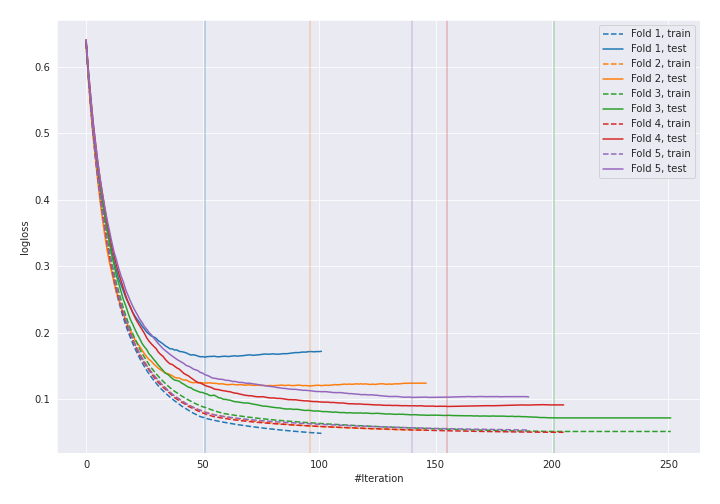 Fold 1, train
Fold 1, test
Fold 2, train
Fold 2, test
Fold 3, train
Fold 3, test
Fold 4, train
Fold 4, test
Fold 5, train
Fold 5, test
0.6
0.5
0.4
0.3
0.2
0.1
logloss
0 50 100 150 200 250
#Iteration